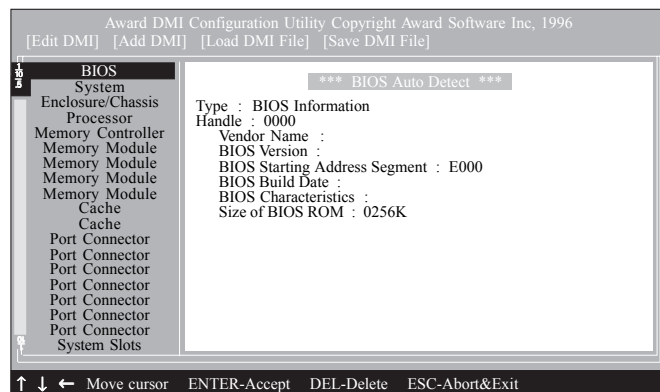 Award DMI Configuration Utility Copyright Award Software Inc, 1996
[Edit DMI] [Add DMI] [Load DMI File] [Save DMI File]
BIOS
System
Enclosure/Chassis
Processor
Memory Controller
Memory Module
Memory Module
Memory Module
Memory Module
Cache
Cache
Port Connector
Port Connector
Port Connector
Port Connector
Port Connector
Port Connector
Port Connector
System Slots
*** BIOS Auto Detect ***
Type : BIOS Information
Handle : 0000
Vendor Name :
BIOS Version :
BIOS Starting Address Segment : E000
BIOS Build Date :
BIOS Characteristics :
Size of BIOS ROM : 0256K
↑ ↓ ← Move cursor ENTER-Accept DEL-Delete ESC-Abort&Exit